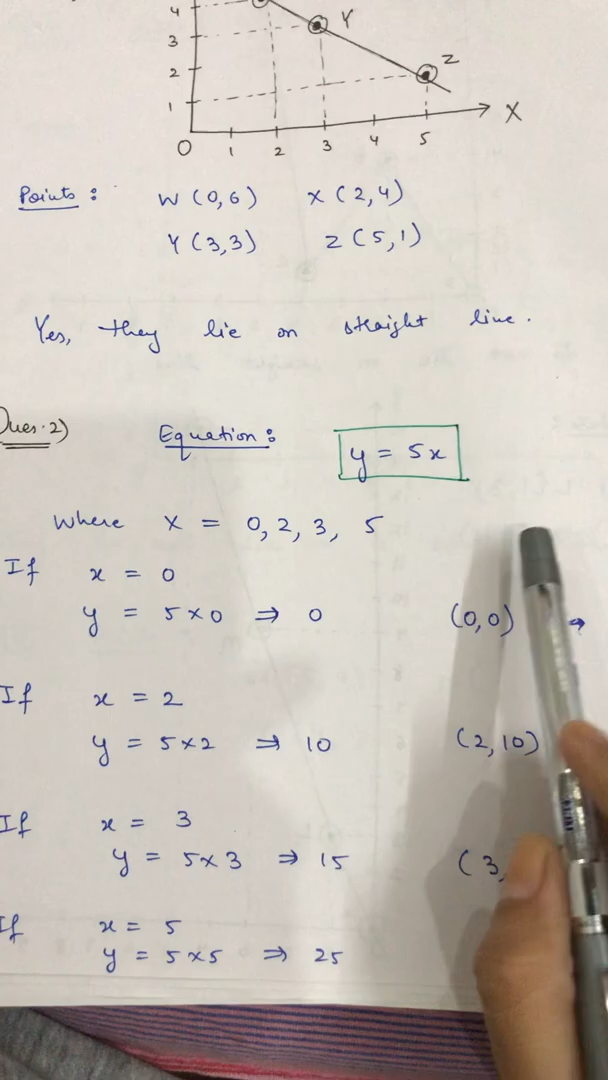 4
Y
3
Z
2
1
X
0 1 2 3 4 5
Points : W (0,6) X (2,4)
Y (3,3) Z (5,1)
Yes, they lie on straight line.
Ques.2) Equation: y = 5x
Where X = 0, 2, 3, 5
If x = 0
y = 5 x 0 ⇒ 0 (0,0) →
If x = 2
y = 5 x 2 ⇒ 10 (2,10)
If x = 3
y = 5 x 3 ⇒ 15 (3,
If x = 5
y = 5 x 5 ⇒ 25